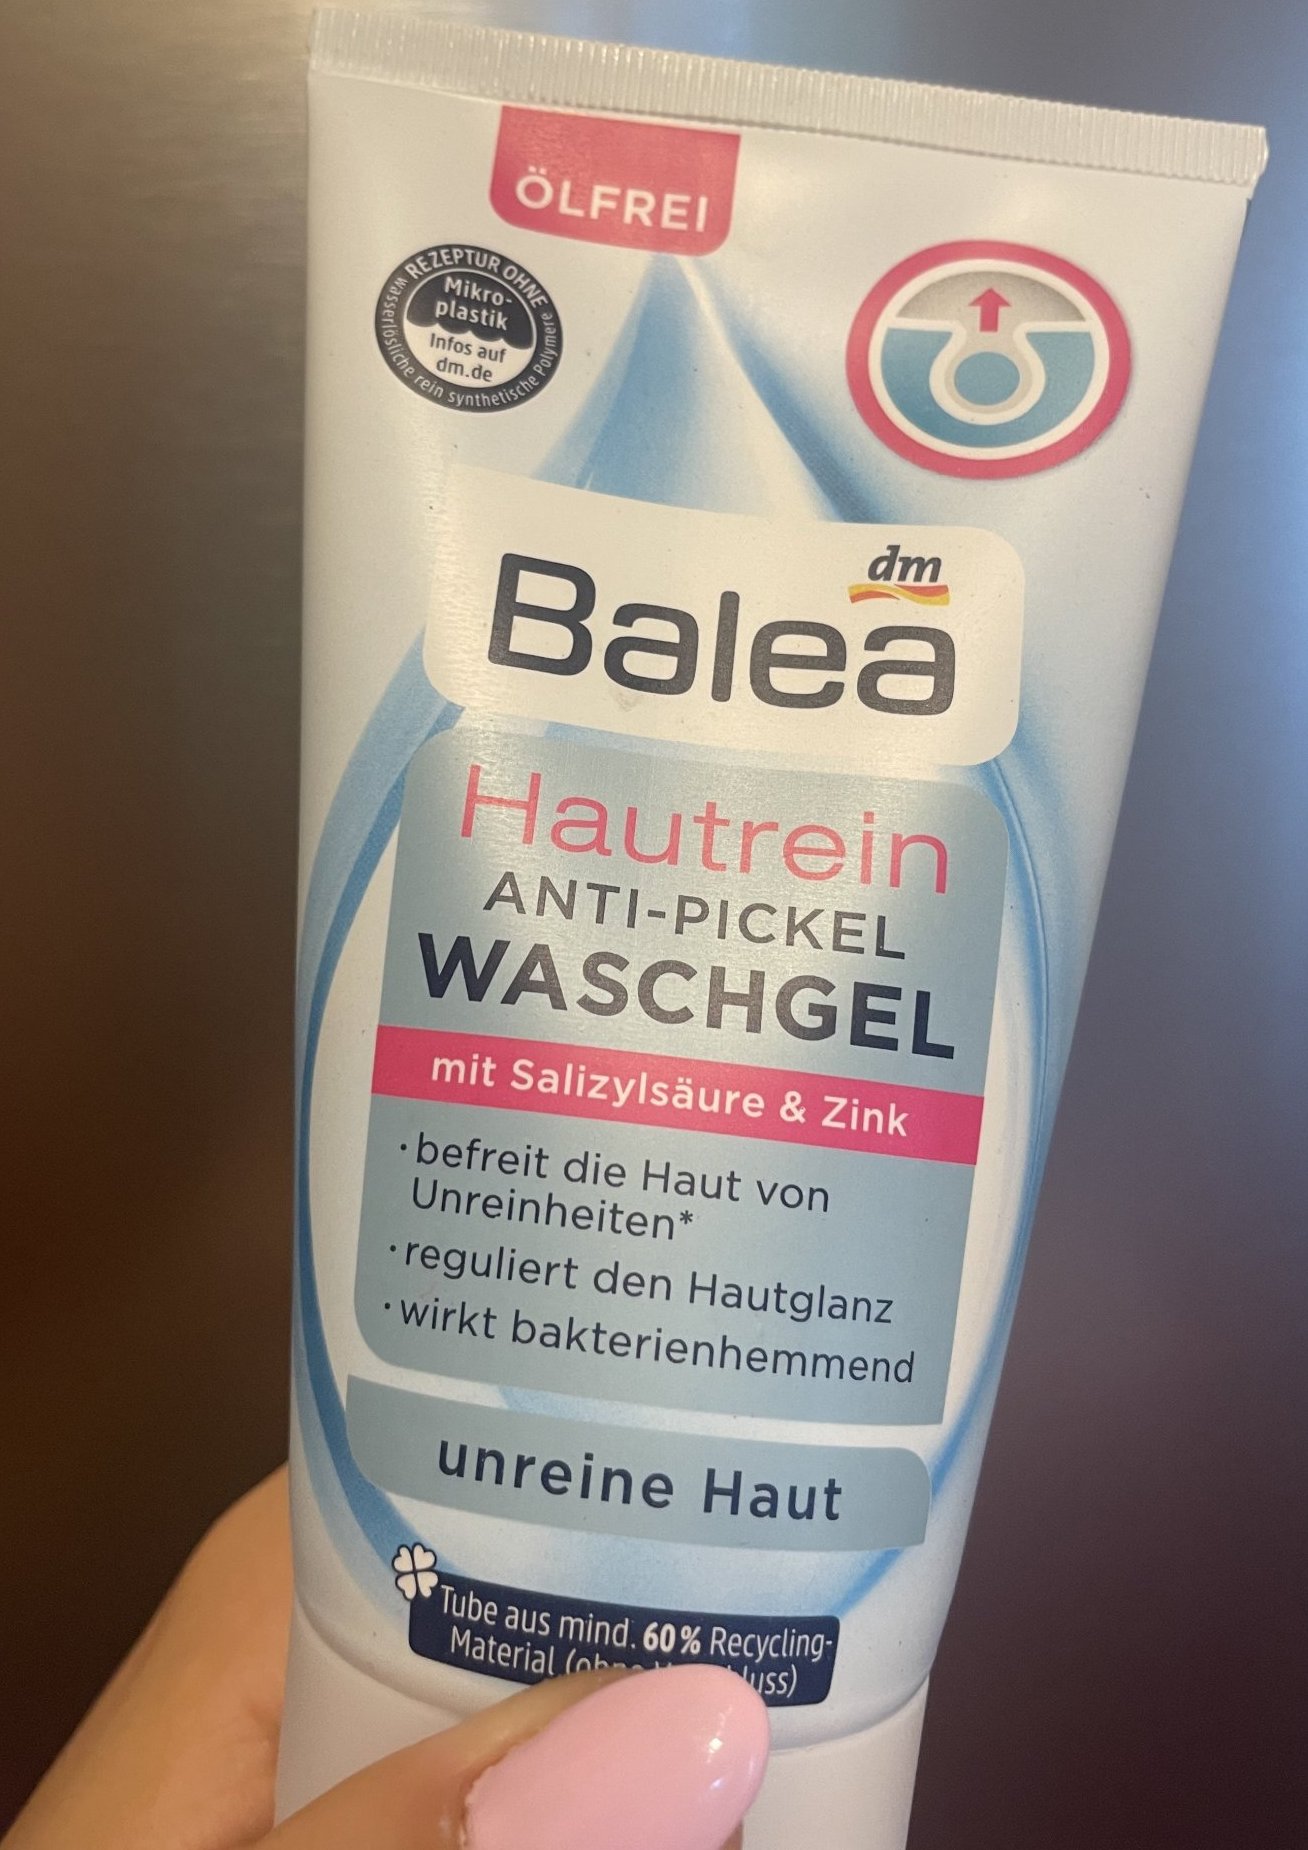 ÖLFREI
REZEPTUR OHNE
Mikro-
plastik
Infos auf
dm.de
wasserlösliche rein synthetische Polymere
dm
Balea
Hautrein
ANTI-PICKEL
WASCHGEL
mit Salizylsäure & Zink
·befreit die Haut von
Unreinheiten*
·reguliert den Hautglanz
·wirkt bakterienhemmend
unreine Haut
Tube aus mind. 60% Recycling-
Material